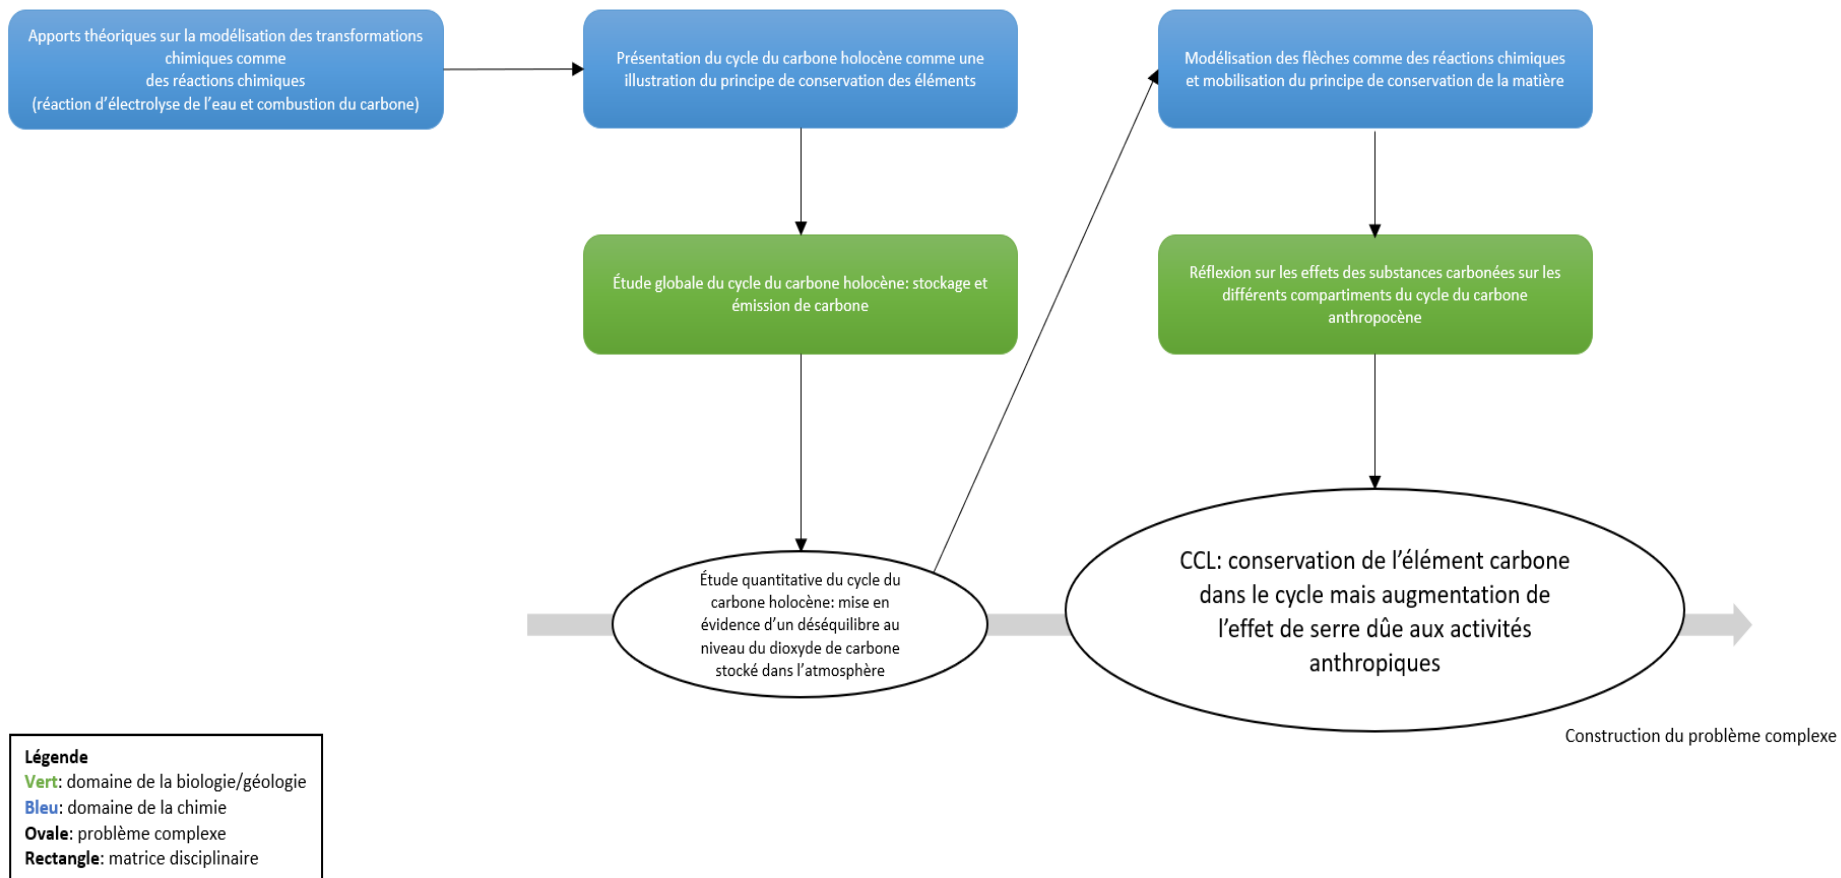 Apports théoriques sur la modélisation des transformations
chimiques comme
des réactions chimiques
(réaction d'électrolyse de l'eau et combustion du carbone)
Présentation du cycle du carbone holocène comme une
illustration du principe de conservation des éléments
Modélisation des flèches comme des réactions chimiques
et mobilisation du principe de conservation de la matière
Étude globale du cycle du carbone holocène: stockage et
émission de carbone
Réflexion sur les effets des substances carbonées sur les
différents compartiments du cycle du carbone
anthropocène
Étude quantitative du cycle du
carbone holocène: mise en
évidence d'un déséquilibre au
niveau du dioxyde de carbone
stocké dans l'atmosphère
CCL: conservation de l'élément carbone
dans le cycle mais augmentation de
l'effet de serre dûe aux activités
anthropiques
Construction du problème complexe
Légende
Vert: domaine de la biologie/géologie
Bleu: domaine de la chimie
Ovale: problème complexe
Rectangle: matrice disciplinaire